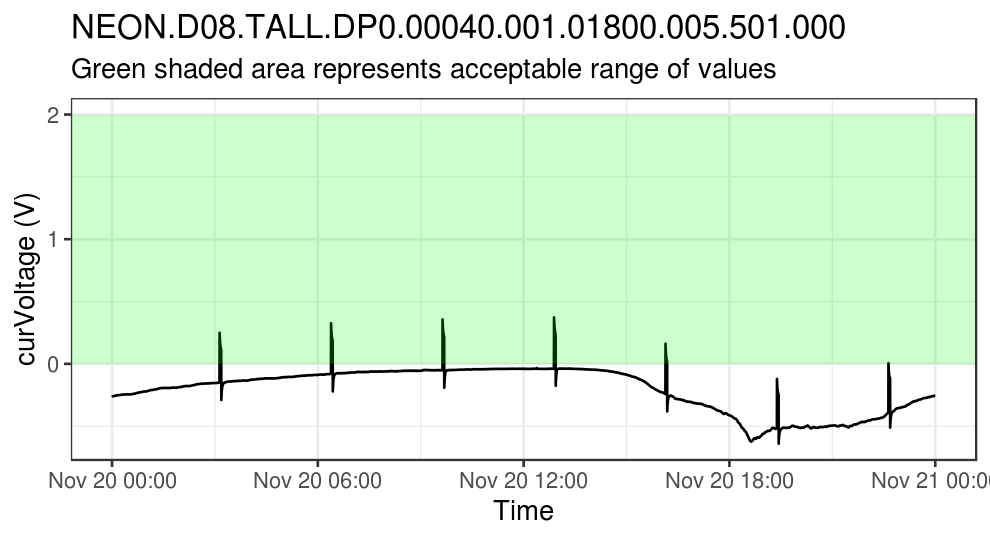 NEON.D08.TALL.DP0.00040.001.01800.005.501.000
Green shaded area represents acceptable range of values
curVoltage (V)
2
1
0
Nov 20 00:00 Nov 20 06:00 Nov 20 12:00 Nov 20 18:00 Nov 21 00:0
Time